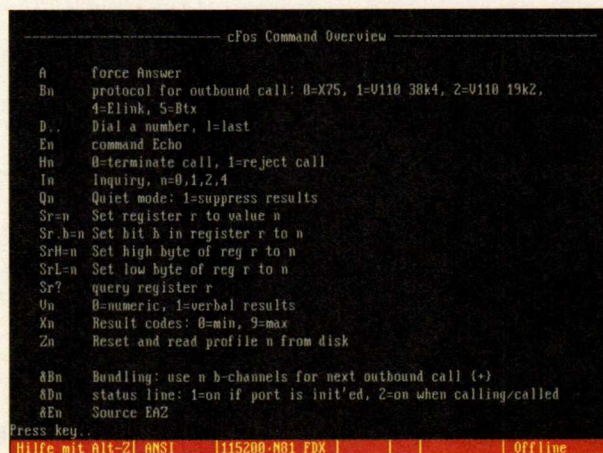 cFos Command Overview
A force Answer
Bn protocol for outbound call: 0=X75, 1=V110 38k4, 2=V110 19k2,
4=Elink, 5=Btx
D.. Dial a number, l=last
En command Echo
Hn 0=terminate call, 1=reject call
In Inquiry, n=0,1,2,4
Qn Quiet mode: 1=suppress results
Sr=n Set register r to value n
Sr.b=n Set bit b in register r to n
SrH=n Set high byte of reg r to n
SrL=n Set low byte of reg r to n
Sr? query register r
Vn 0=numeric, 1=verbal results
Xn Result codes: 0=min, 9=max
Zn Reset and read profile n from disk
&Bn Bundling: use n b-channels for next outbound call (+)
&Dn status line: 1=on if port is init'ed, 2=on when calling/called
&En Source EAZ
Press key..
Hilfe mit Alt-Z| ANSI |115200·N81 FDX | | | | Offline